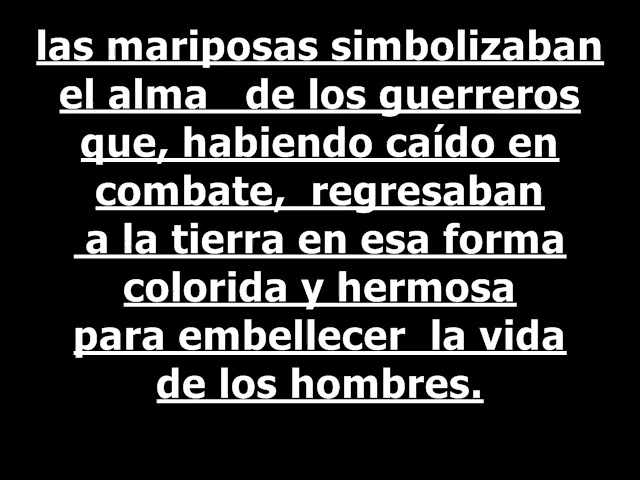 las mariposas simbolizaban
el alma   de los guerreros
que, habiendo caído en
combate,  regresaban
a la tierra en esa forma
colorida y hermosa
para embellecer  la vida
de los hombres.